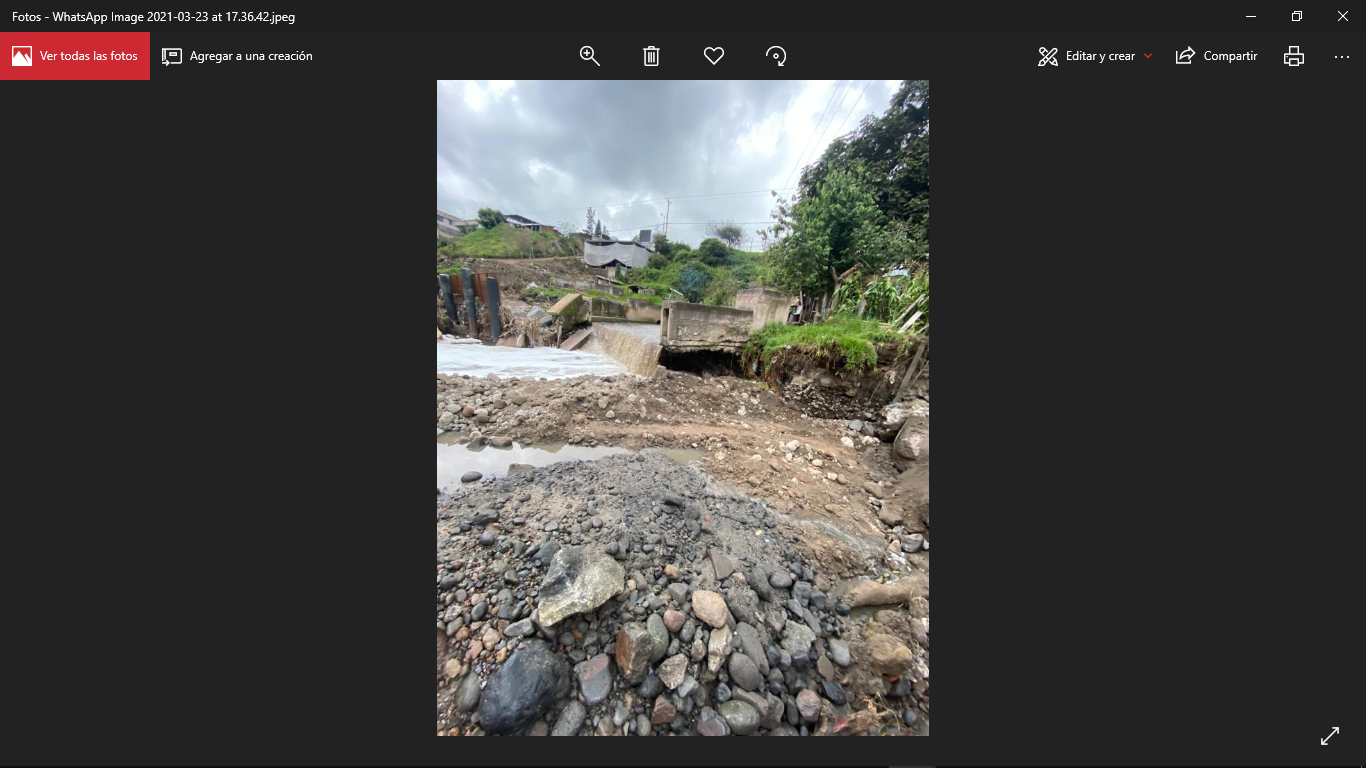 Fotos - WhatsApp Image 2021-03-23 at 17.36.42.jpeg
Ver todas las fotos
Agregar a una creación
Editar y crear
Compartir